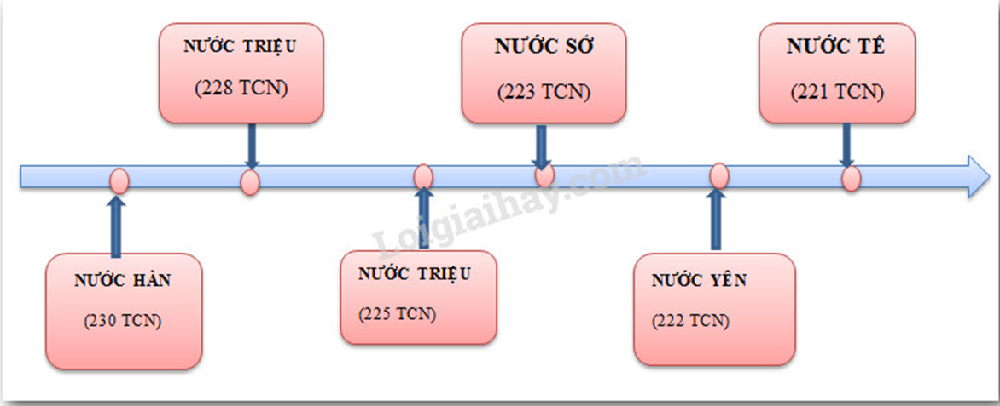 NƯỚC TRIỆU
(228 TCN)
NƯỚC SỞ
(223 TCN)
NƯỚC TỀ
(221 TCN)
Loigiaihay.com
NƯỚC HÀN
(230 TCN)
NƯỚC TRIỆU
(225 TCN)
NƯỚC YÊN
(222 TCN)